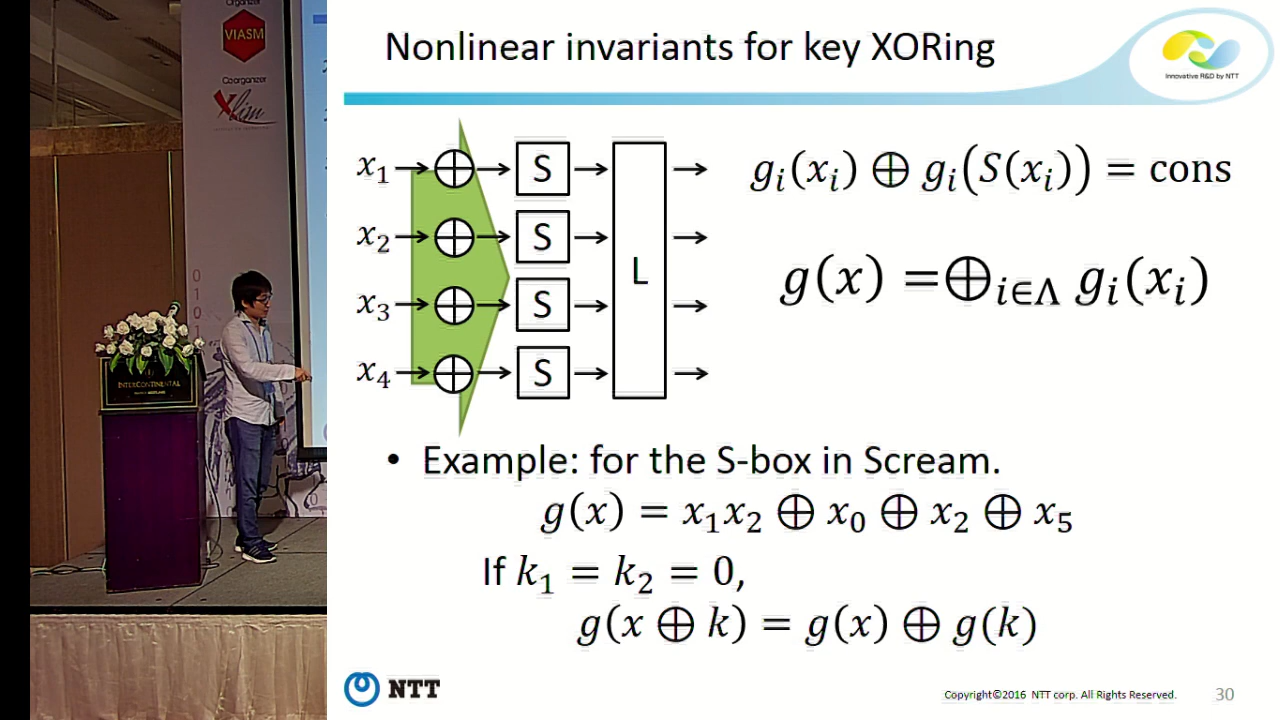 Organizer
VIASM
Coorganizer
Xlim
INTERCONTINENTAL
Nonlinear invariants for key XORing
Innovative R&D by NTT
x₁ S
x₂ S
x₃ S
x₄ S
L
gᵢ(xᵢ) ⊕ gᵢ(S(xᵢ)) = cons
g(x) =⊕ᵢ∈Λ gᵢ(xᵢ)
• Example: for the S-box in Scream.
g(x) = x₁x₂ ⊕ x₀ ⊕ x₂ ⊕ x₅
If k₁ = k₂ = 0,
g(x ⊕ k) = g(x) ⊕ g(k)
NTT
Copyright©2016 NTT corp. All Rights Reserved.
30